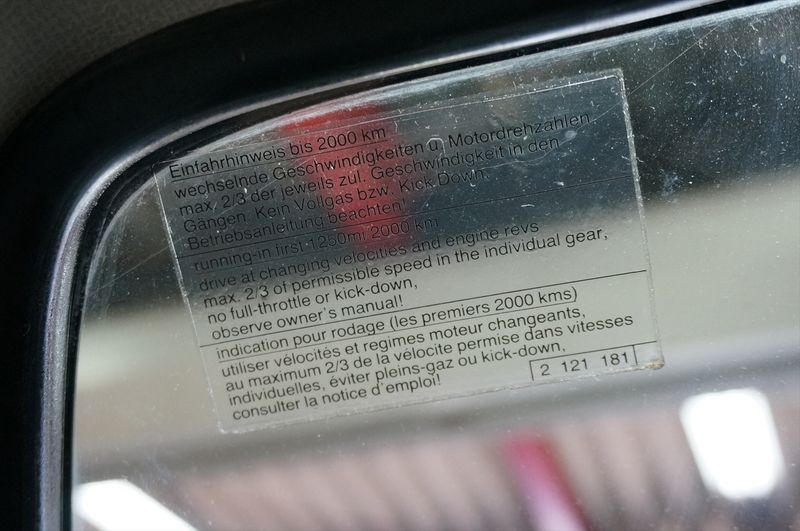 Einfahrhinweis bis 2000 km
wechselnde Geschwindigkeiten u. Motordrehzahlen,
max. 2/3 der jeweils zul. Geschwindigkeit in den
Gängen. Kein Vollgas bzw. Kick Down.
Betriebsanleitung beachten!
running-in first 1250mi 2000 km
drive at changing velocities and engine revs
max. 2/3 of permissible speed in the individual gear,
no full-throttle or kick-down,
observe owner's manual!
indication pour rodage (les premiers 2000 kms)
utiliser vélocités et regimes moteur changeants,
au maximum 2/3 de la vélocite permise dans vitesses
individuelles, éviter pleins-gaz ou kick-down,
consulter la notice d'emploi!
2 121 181